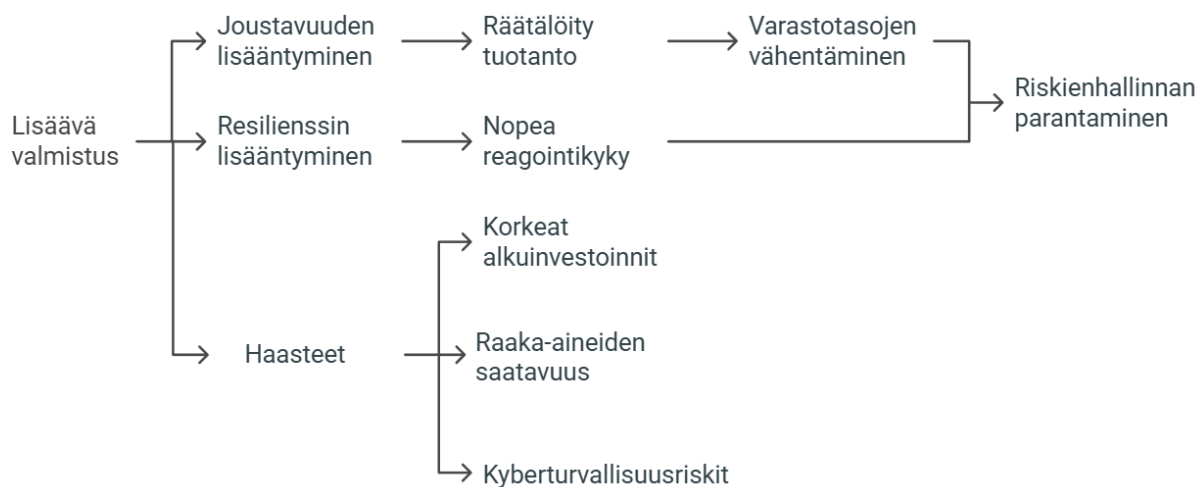 Lisäävä
valmistus
Joustavuuden
lisääntyminen
Räätälöity
tuotanto
Varastotasojen
vähentäminen
Riskienhallinnan
parantaminen
Resilienssin
lisääntyminen
Nopea
reagointikyky
Haasteet
Korkeat
alkuinvestoinnit
Raaka-aineiden
saatavuus
Kyberturvallisuusriskit